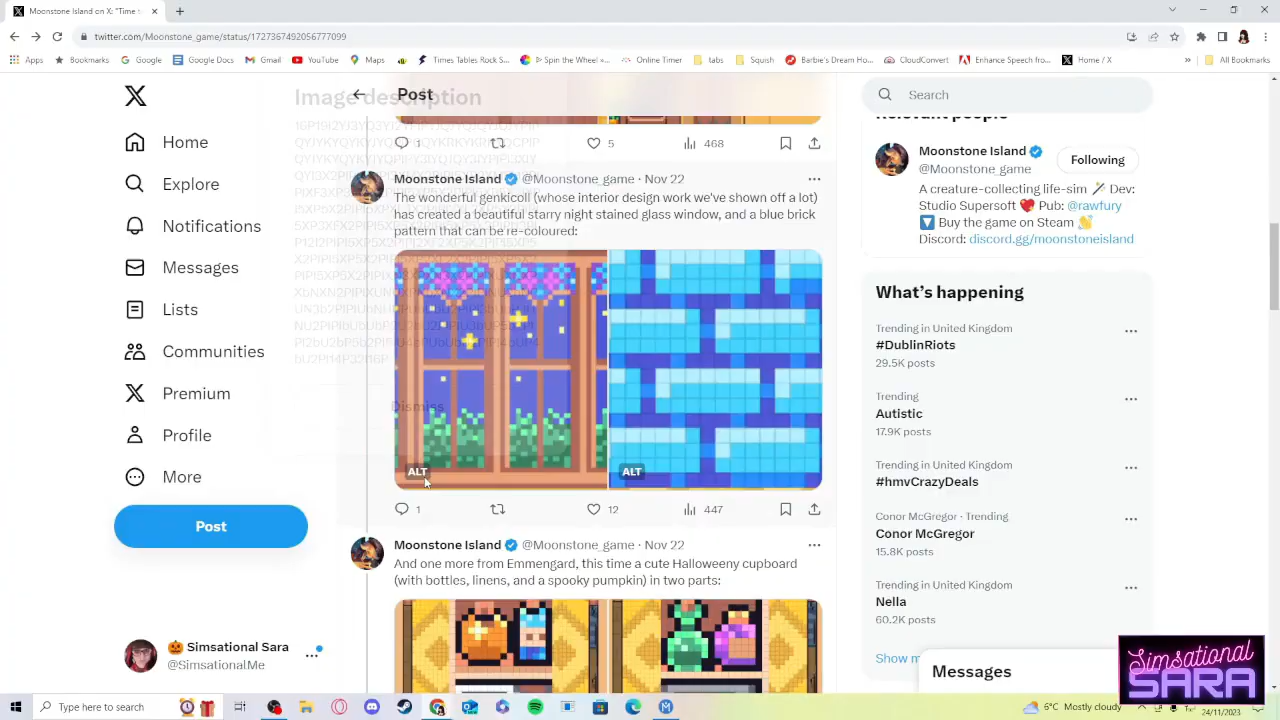 Moonstone Island on X: "Time t
twitter.com/Moonstone_game/status/1727367492056777099
Apps
Bookmarks
Google
Google Docs
Gmail
YouTube
Maps
Times Tables Rock S...
Spin the Wheel »...
Online Timer
tabs
Squish
Barbie's Dream Ho...
CloudConvert
Enhance Speech fro...
Home / X
»
All Bookmarks
Image description
Post
Search
Relevant people
Home
Explore
Notifications
Messages
Lists
Communities
Premium
Profile
More
Post
🎃 Simsational Sara
@SimsationalMe
1
5
468
Moonstone Island @Moonstone_game · Nov 22
The wonderful genkicoll (whose interior design work we've shown off a lot)
has created a beautiful starry night stained glass window, and a blue brick
pattern that can be re-coloured:
Dismiss
ALT
ALT
1
12
447
Moonstone Island @Moonstone_game · Nov 22
And one more from Emmengard, this time a cute Halloweeny cupboard
(with bottles, linens, and a spooky pumpkin) in two parts:
Moonstone Island
@Moonstone_game
Following
A creature-collecting life-sim 🪄 Dev:
Studio Supersoft ❤️ Pub: @rawfury
🔽 Buy the game on Steam 👋
Discord: discord.gg/moonstoneisland
What's happening
Trending in United Kingdom
#DublinRiots
29.5K posts
Trending
Autistic
17.9K posts
Trending in United Kingdom
#hmvCrazyDeals
Conor McGregor · Trending
Conor McGregor
15.8K posts
Trending in United Kingdom
Nella
60.2K posts
Show m
Messages
Simsational
SARA
Type here to search
6°C Mostly cloudy
24/11/2023